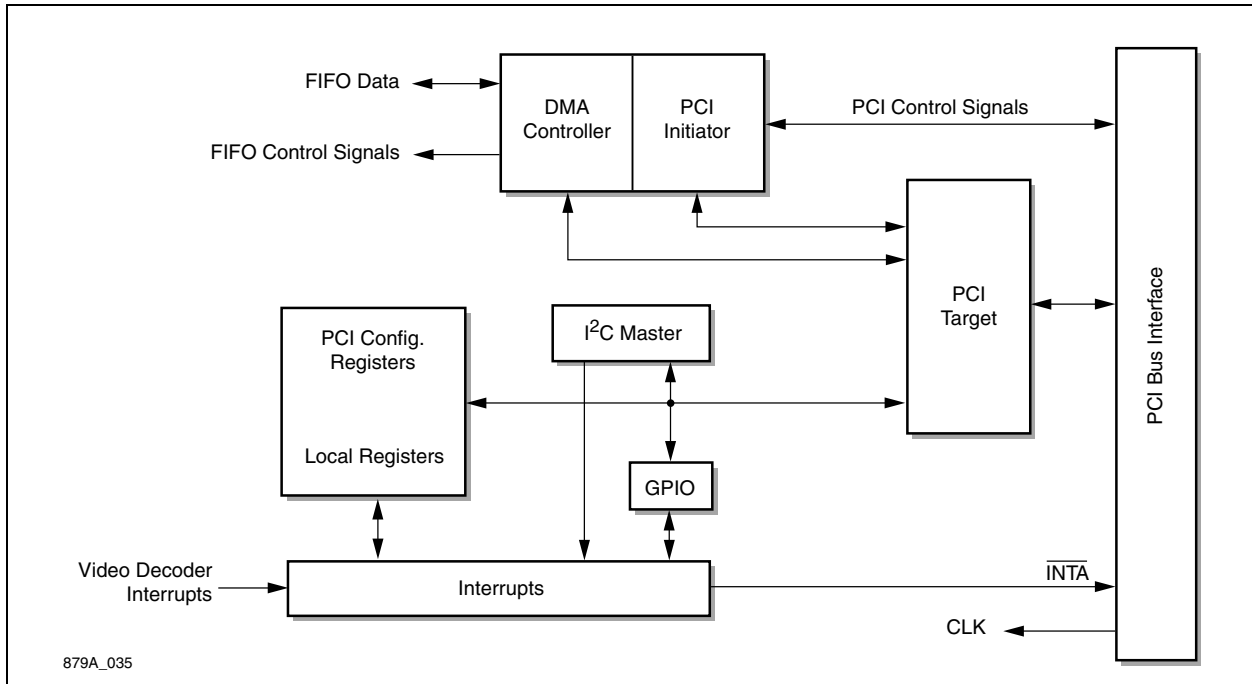 FIFO Data
FIFO Control Signals
DMA
Controller
PCI
Initiator
PCI Control Signals
PCI
Target
PCI Bus Interface
PCI Config.
Registers
Local Registers
I²C Master
GPIO
Video Decoder
Interrupts
Interrupts
I̅N̅T̅A̅
CLK
879A_035